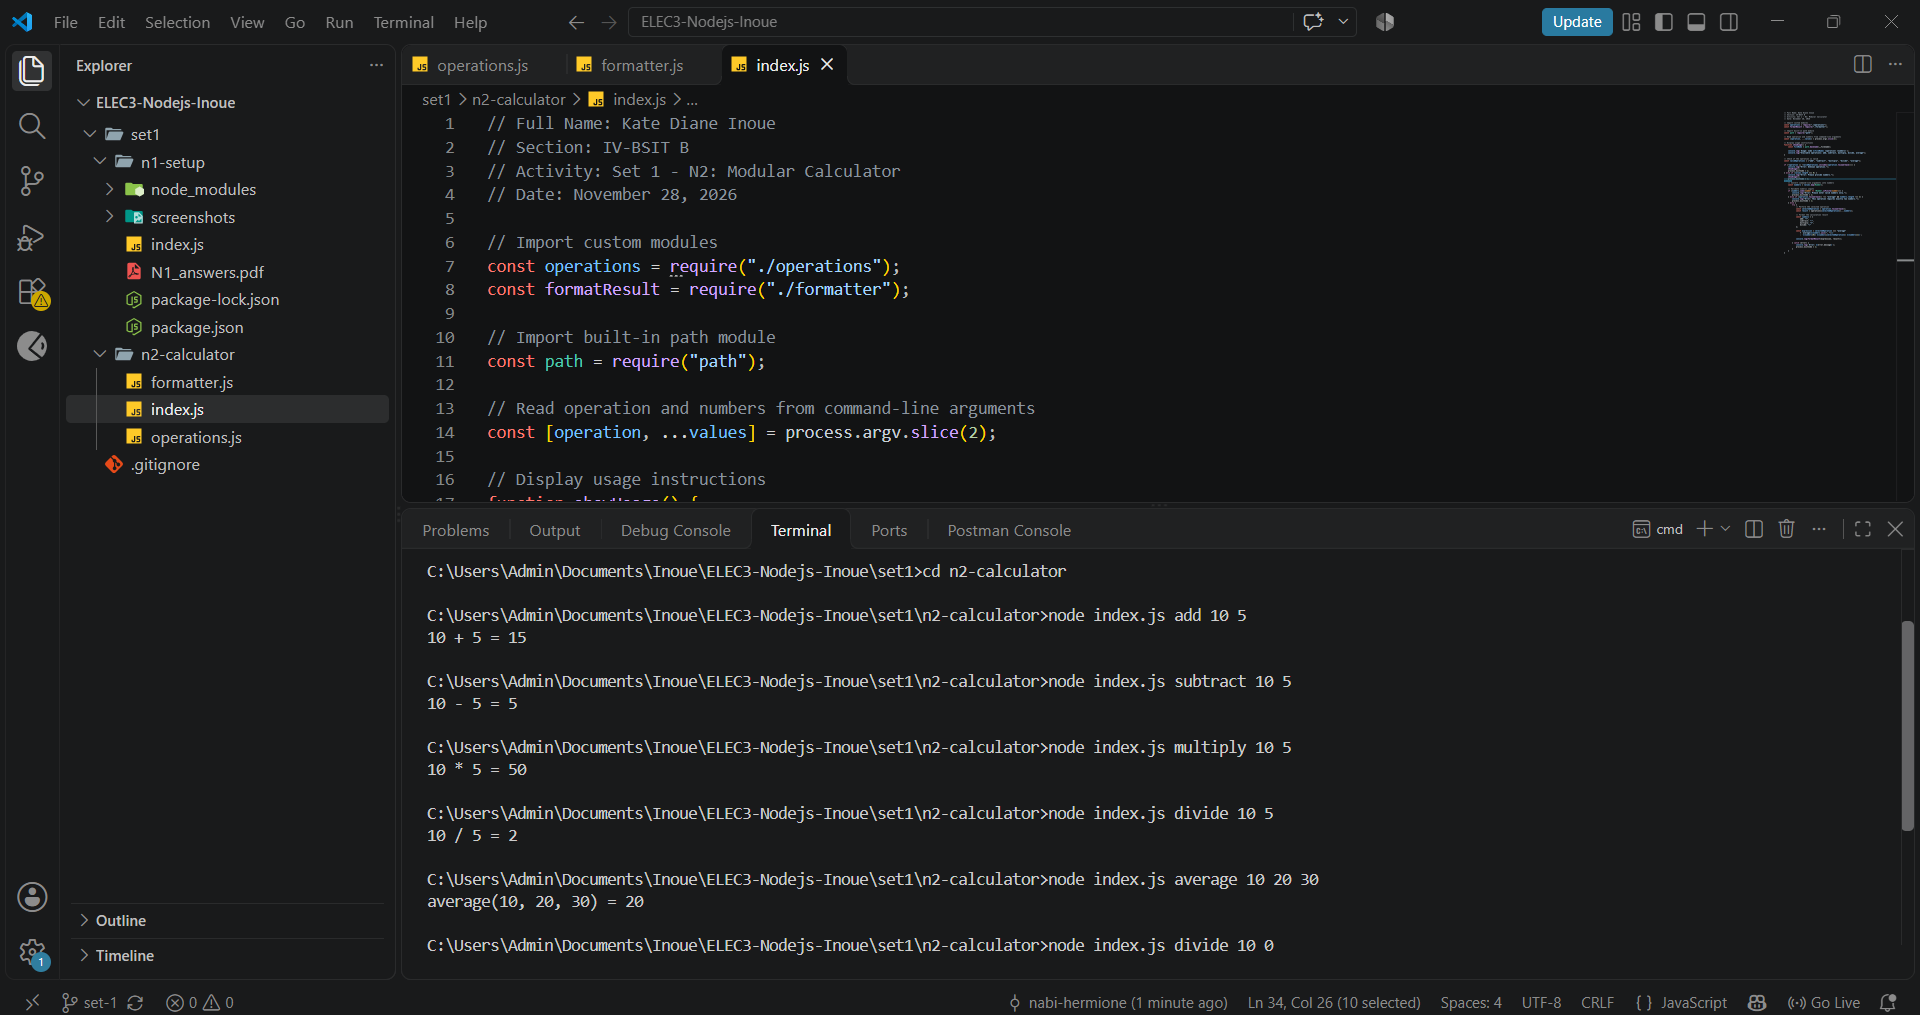 File Edit Selection View Go Run Terminal Help
ELEC3-Nodejs-Inoue
Update
Explorer
ELEC3-Nodejs-Inoue
set1
n1-setup
node_modules
screenshots
index.js
N1_answers.pdf
package-lock.json
package.json
n2-calculator
formatter.js
index.js
operations.js
.gitignore
Outline
Timeline
operations.js formatter.js index.js
set1 > n2-calculator > index.js > ...
1 // Full Name: Kate Diane Inoue
2 // Section: IV-BSIT B
3 // Activity: Set 1 - N2: Modular Calculator
4 // Date: November 28, 2026
5
6 // Import custom modules
7 const operations = require("./operations");
8 const formatResult = require("./formatter");
9
10 // Import built-in path module
11 const path = require("path");
12
13 // Read operation and numbers from command-line arguments
14 const [operation, ...values] = process.argv.slice(2);
15
16 // Display usage instructions
17 function showUsage() {
Problems Output Debug Console Terminal Ports Postman Console
cmd
C:\Users\Admin\Documents\Inoue\ELEC3-Nodejs-Inoue\set1>cd n2-calculator
C:\Users\Admin\Documents\Inoue\ELEC3-Nodejs-Inoue\set1\n2-calculator>node index.js add 10 5
10 + 5 = 15
C:\Users\Admin\Documents\Inoue\ELEC3-Nodejs-Inoue\set1\n2-calculator>node index.js subtract 10 5
10 - 5 = 5
C:\Users\Admin\Documents\Inoue\ELEC3-Nodejs-Inoue\set1\n2-calculator>node index.js multiply 10 5
10 * 5 = 50
C:\Users\Admin\Documents\Inoue\ELEC3-Nodejs-Inoue\set1\n2-calculator>node index.js divide 10 5
10 / 5 = 2
C:\Users\Admin\Documents\Inoue\ELEC3-Nodejs-Inoue\set1\n2-calculator>node index.js average 10 20 30
average(10, 20, 30) = 20
C:\Users\Admin\Documents\Inoue\ELEC3-Nodejs-Inoue\set1\n2-calculator>node index.js divide 10 0
1
set-1 0 0 nabi-hermione (1 minute ago) Ln 34, Col 26 (10 selected) Spaces: 4 UTF-8 CRLF { } JavaScript Go Live